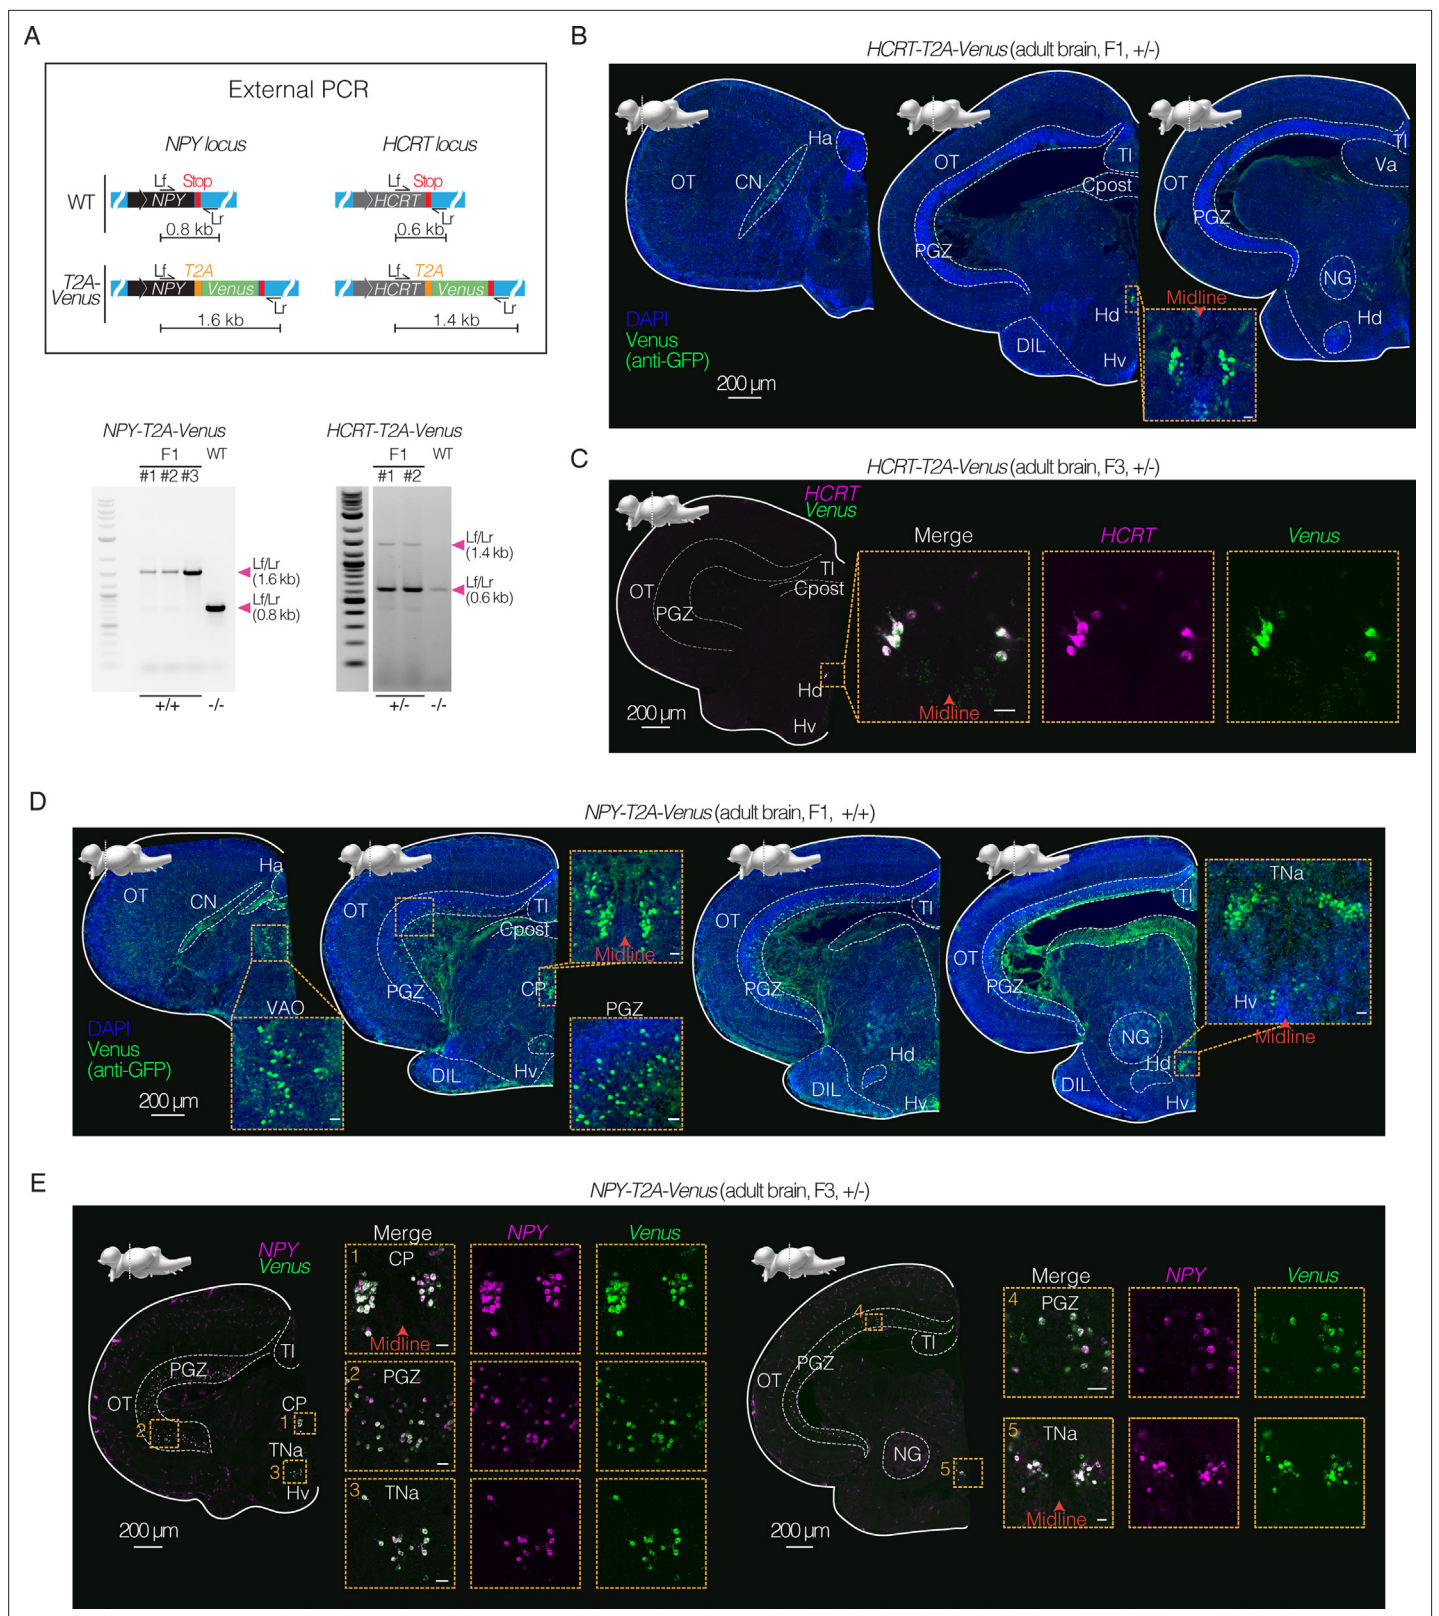 A
External PCR
NPY locus
HCRT locus
WT
Lf Stop
NPY
Lr
0.8 kb
Lf Stop
HCRT
Lr
0.6 kb
T2A-
Venus
Lf T2A
NPY Venus
Lr
1.6 kb
Lf T2A
HCRT Venus
Lr
1.4 kb
NPY-T2A-Venus
F1 WT
#1 #2 #3
Lf/Lr
(1.6 kb)
Lf/Lr
(0.8 kb)
+/+ -/-
HCRT-T2A-Venus
F1 WT
#1 #2
Lf/Lr
(1.4 kb)
Lf/Lr
(0.6 kb)
+/- -/-
B
HCRT-T2A-Venus (adult brain, F1, +/-)
Ha
OT
CN
DAPI
Venus
(anti-GFP)
200 µm
OT
TI
Cpost
PGZ
Hd
DIL
Hv
Midline
TI
Va
OT
PGZ
NG
Hd
C
HCRT-T2A-Venus (adult brain, F3, +/-)
HCRT
Venus
OT
TI
Cpost
PGZ
Hd
Hv
200 µm
Merge
HCRT
Venus
Midline
D
NPY-T2A-Venus (adult brain, F1, +/+)
Ha
OT
CN
VAO
DAPI
Venus
(anti-GFP)
200 µm
OT
TI
Cpost
PGZ
CP
DIL
Hv
Midline
PGZ
OT
TI
PGZ
Hd
DIL
Hv
OT
TI
PGZ
NG
Hd
DIL
Hv
TNa
Hv
Midline
E
NPY-T2A-Venus (adult brain, F3, +/-)
NPY
Venus
PGZ
TI
OT
CP
1
2
TNa
3
Hv
200 µm
Merge
NPY
Venus
1
CP
Midline
2
PGZ
3
TNa
4
TI
PGZ
OT
NG
5
200 µm
Merge
NPY
Venus
4
PGZ
5
TNa
Midline